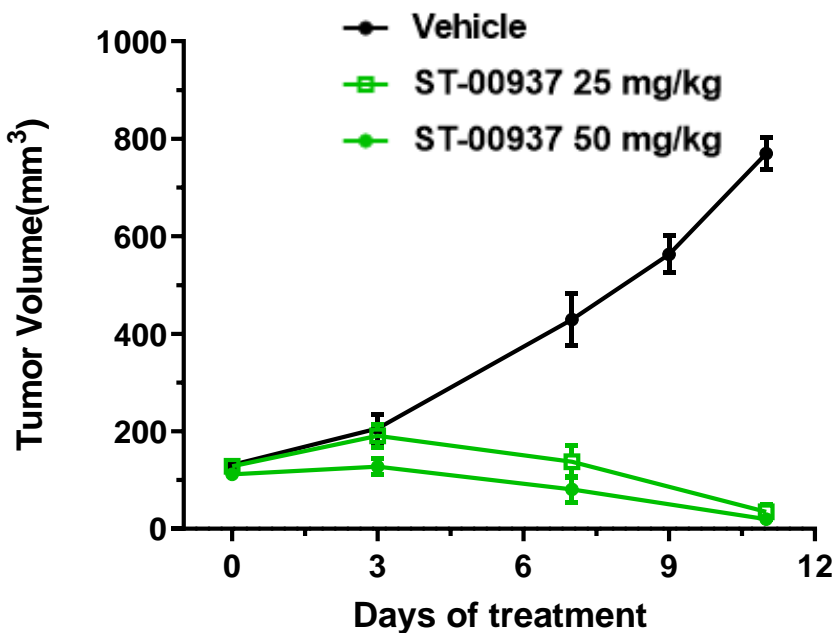 Vehicle
ST-00937 25 mg/kg
ST-00937 50 mg/kg
Tumor Volume(mm³)
1000
800
600
400
200
0
0 3 6 9 12
Days of treatment